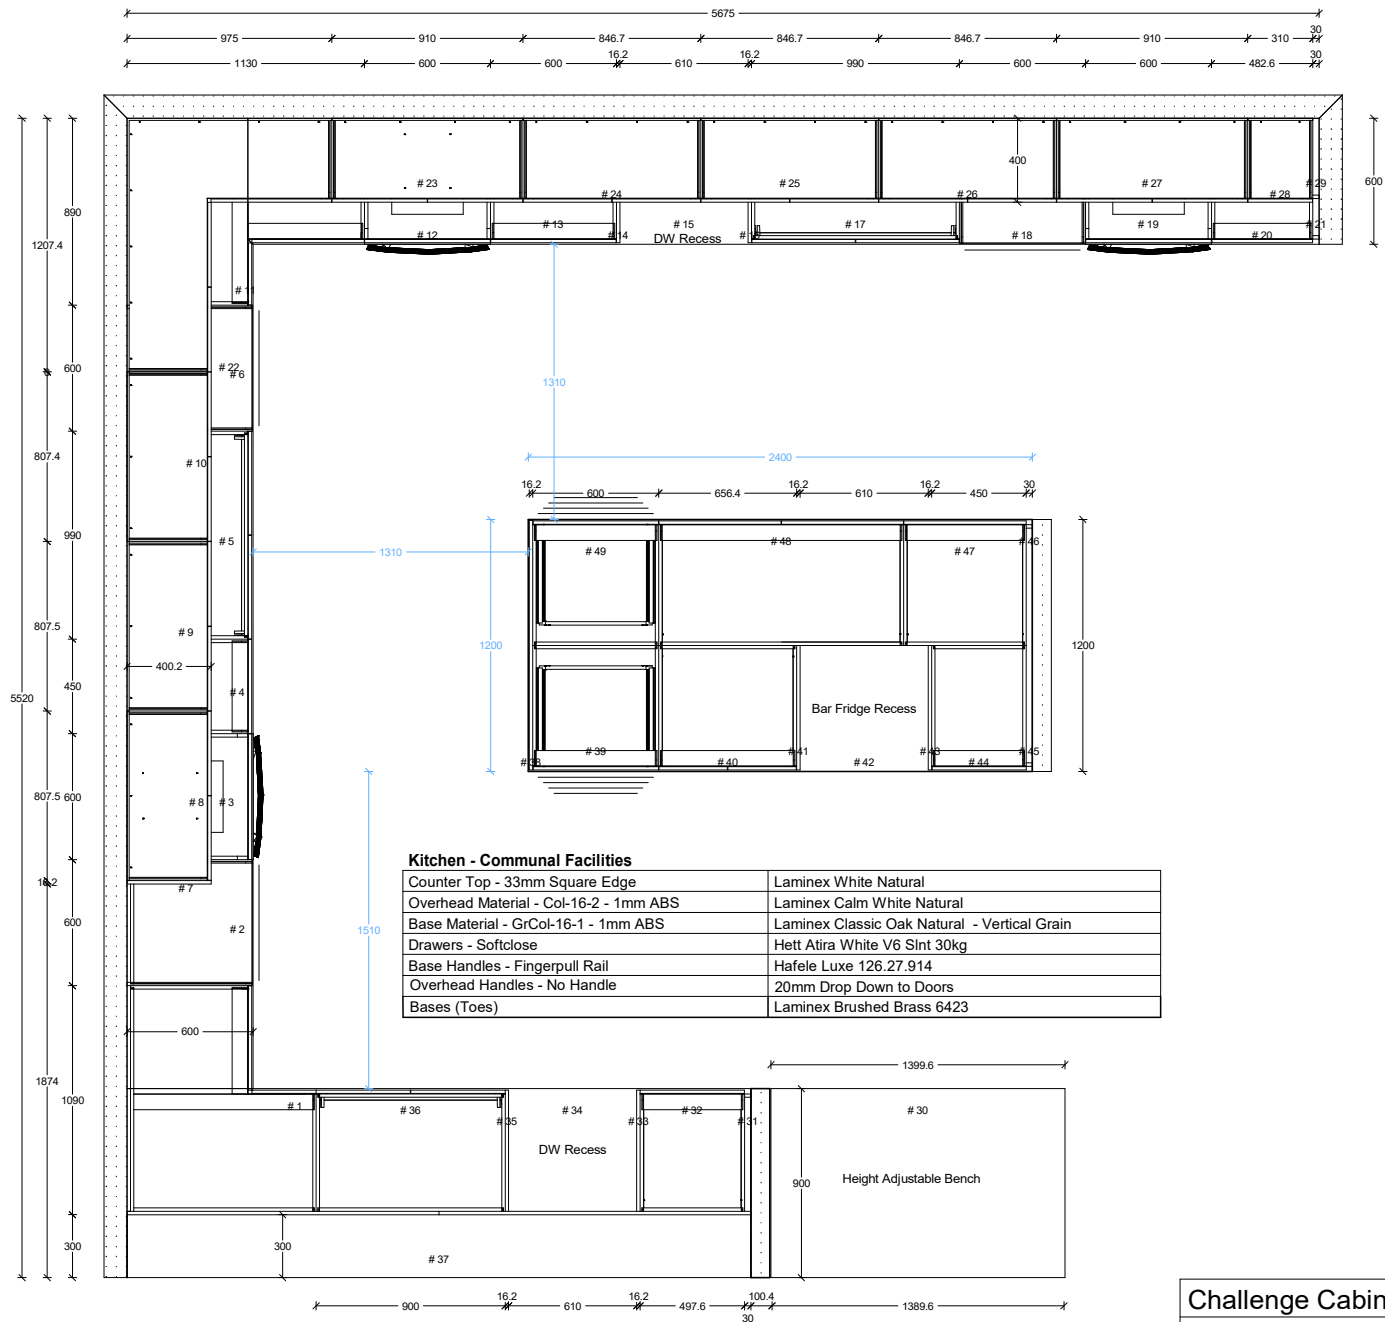 5675
975 910 846.7 846.7 846.7 910 310 30
1130 600 600 16.2 610 16.2 990 600 600 482.6 30
# 23 # 24 # 25 # 26 400 # 27 # 28 # 29 600
# 12 # 13 # 14 # 15 # 17 # 18 # 19 # 20 # 21
DW Recess
890
1207.4
# 11
600
# 22
# 6
1310
807.4
# 10
2400
16.2 600 656.4 16.2 610 16.2 450 30
990
# 5
1310
# 49 # 48 # 47 # 46
807.5
# 9
1200 1200
400.2
450
# 4
5520
Bar Fridge Recess
# 38 # 39 # 40 # 41 # 42 # 43 # 44 # 45
807.5 600
# 8 # 3
16.2
# 7
600
# 2
1510
Kitchen - Communal Facilities
Counter Top - 33mm Square Edge Laminex White Natural
Overhead Material - Col-16-2 - 1mm ABS Laminex Calm White Natural
Base Material - GrCol-16-1 - 1mm ABS Laminex Classic Oak Natural - Vertical Grain
Drawers - Softclose Hett Atira White V6 Slnt 30kg
Base Handles - Fingerpull Rail Hafele Luxe 126.27.914
Overhead Handles - No Handle 20mm Drop Down to Doors
Bases (Toes) Laminex Brushed Brass 6423
600
1399.6
1874
1090
# 1 # 36 # 35 # 34 # 33 # 32 # 31 # 30
DW Recess
900
Height Adjustable Bench
300 300
# 37
900 16.2 610 16.2 497.6 100.4 1389.6
30
Challenge Cabin